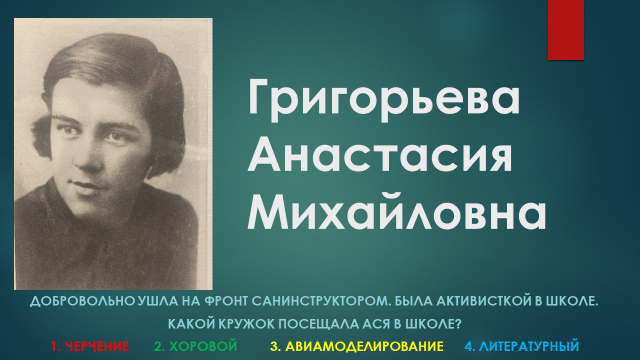 Григорьева
Анастасия
Михайловна
ДОБРОВОЛЬНО УШЛА НА ФРОНТ САНИНСТРУКТОРОМ. БЫЛА АКТИВИСТКОЙ В ШКОЛЕ.
КАКОЙ КРУЖОК ПОСЕЩАЛА АСЯ В ШКОЛЕ?
1. ЧЕРЧЕНИЕ 2. ХОРОВОЙ 3. АВИАМОДЕЛИРОВАНИЕ 4. ЛИТЕРАТУРНЫЙ